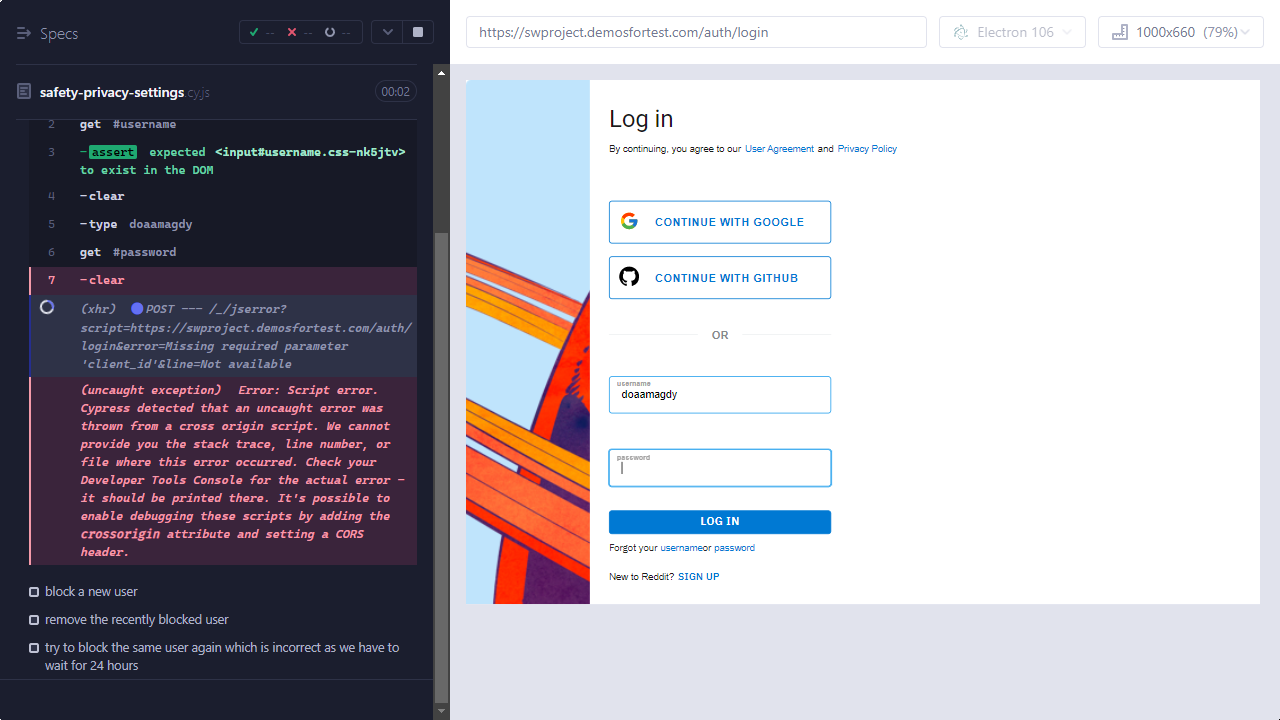 Specs
-- -- --
safety-privacy-settings.cy.js
00:02
2 get #username
3 -assert expected <input#username.css-nk5jtv>
to exist in the DOM
4 -clear
5 -type doaamagdy
6 get #password
7 -clear
(xhr) POST --- /_/jserror?
script=https://swproject.demosfortest.com/auth/
login&error=Missing required parameter
'client_id'&line=Not available
(uncaught exception) Error: Script error.
Cypress detected that an uncaught error was
thrown from a cross origin script. We cannot
provide you the stack trace, line number, or
file where this error occurred. Check your
Developer Tools Console for the actual error -
it should be printed there. It's possible to
enable debugging these scripts by adding the
crossorigin attribute and setting a CORS
header.
block a new user
remove the recently blocked user
try to block the same user again which is incorrect as we have to
wait for 24 hours
https://swproject.demosfortest.com/auth/login
Electron 106
1000x660 (79%)
Log in
By continuing, you agree to our User Agreement and Privacy Policy
CONTINUE WITH GOOGLE
CONTINUE WITH GITHUB
OR
username
doaamagdy
password
LOG IN
Forgot your usernameor password
New to Reddit? SIGN UP